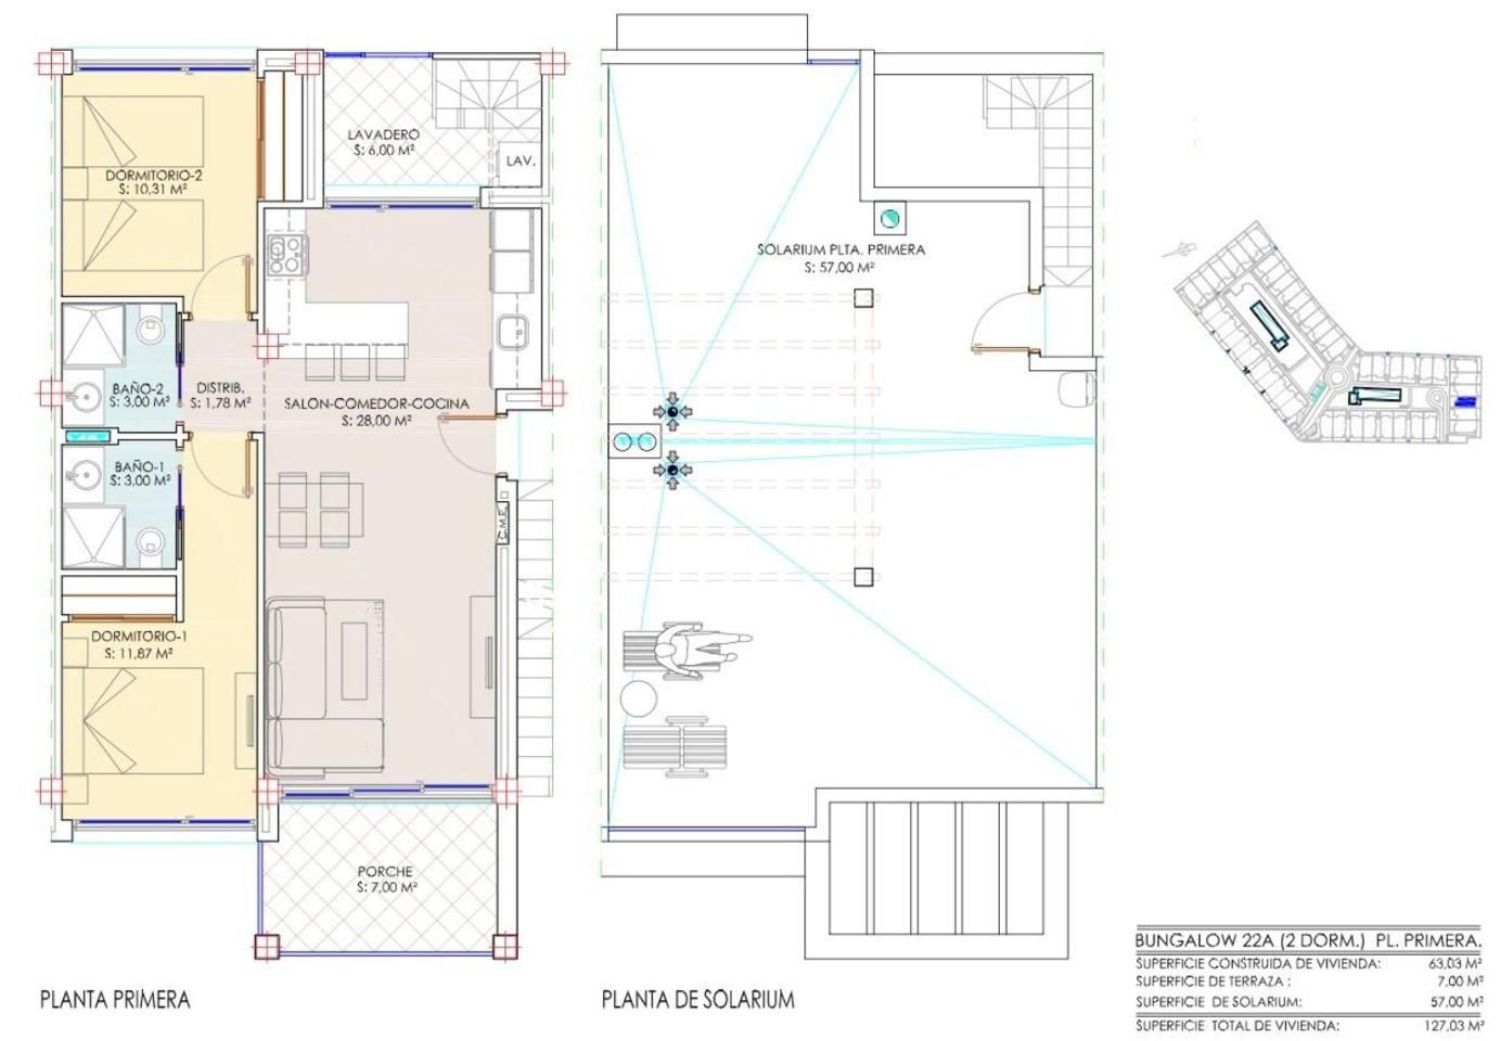 LAVADERO
S: 6,00 M²
LAV.
DORMITORIO-2
S: 10,31 M²
BAÑO-2
S: 3,00 M²
DISTRIB.
S: 1,78 M²
SALON-COMEDOR-COCINA
S: 28,00 M²
BAÑO-1
S: 3,00 M²
C.M.P.
DORMITORIO-1
S: 11,87 M²
PORCHE
S: 7,00 M²
PLANTA PRIMERA
SOLARIUM PLTA. PRIMERA
S: 57,00 M²
PLANTA DE SOLARIUM
BUNGALOW 22A (2 DORM.) PL. PRIMERA.
SUPERFICIE CONSTRUIDA DE VIVIENDA: 63,03 M²
SUPERFICIE DE TERRAZA : 7,00 M²
SUPERFICIE DE SOLARIUM: 57,00 M²
SUPERFICIE TOTAL DE VIVIENDA: 127,03 M²